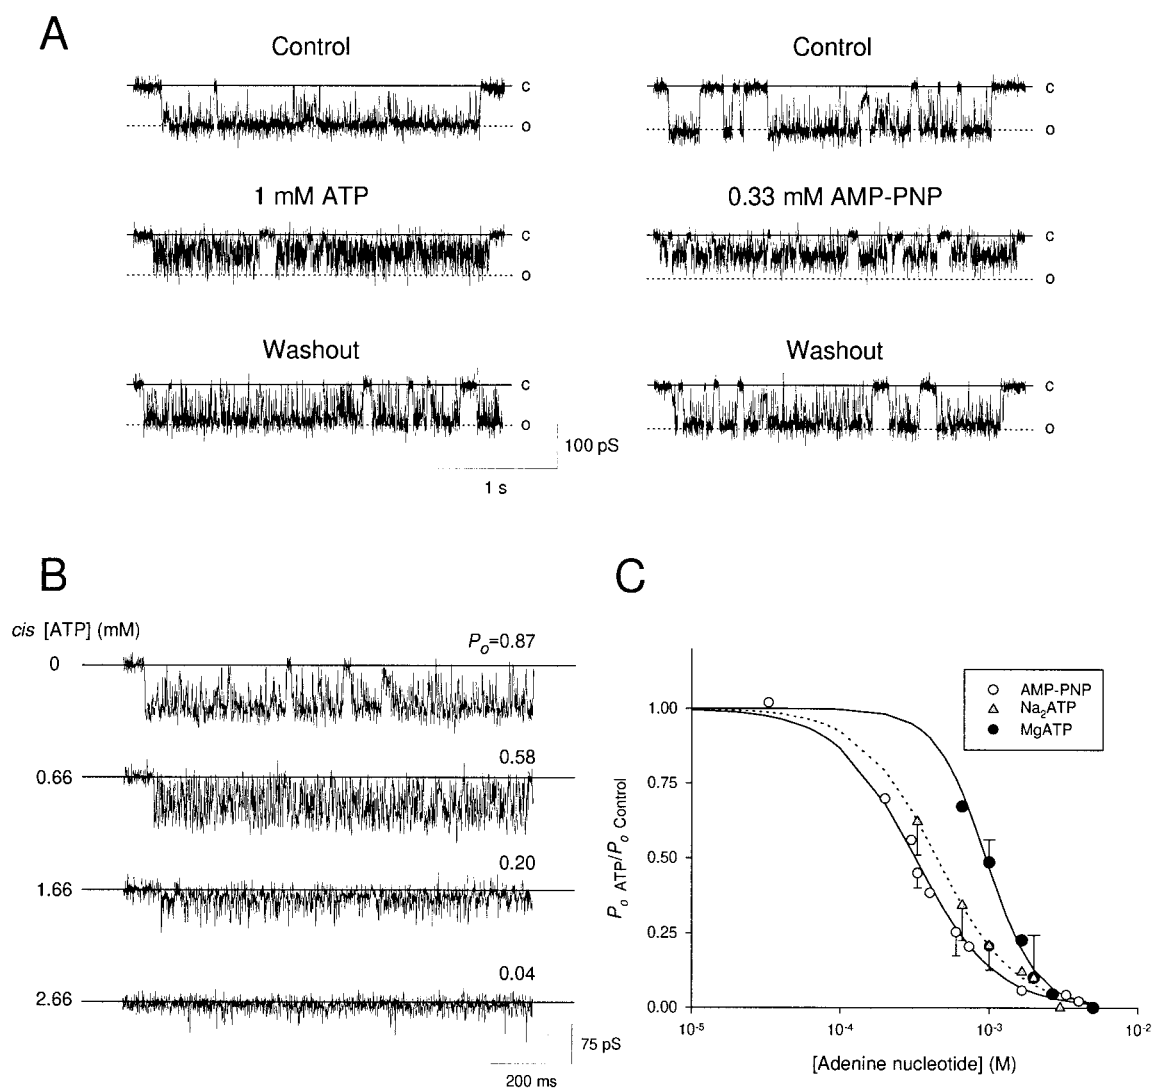 A
Control
Control
c
o
c
o
1 mM ATP
0.33 mM AMP-PNP
c
o
c
o
Washout
Washout
c
o
c
o
100 pS
1 s
B
cis [ATP] (mM)
Po=0.87
0
0.58
0.66
0.20
1.66
0.04
2.66
75 pS
200 ms
C
AMP-PNP
Na2ATP
MgATP
1.00
0.75
0.50
0.25
0.00
Po ATP/Po Control
10-5
10-4
10-3
10-2
[Adenine nucleotide] (M)